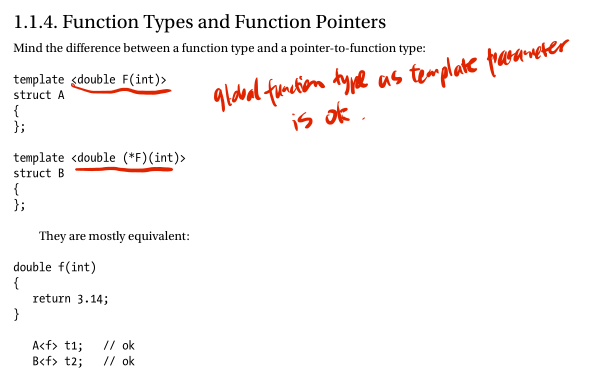 1.1.4. Function Types and Function Pointers
Mind the difference between a function type and a pointer-to-function type:
template <double F(int)>
struct A
{
};
global function type as template parameter
is ok.
template <double (*F)(int)>
struct B
{
};
They are mostly equivalent:
double f(int)
{
return 3.14;
}
A<f> t1; // ok
B<f> t2; // ok